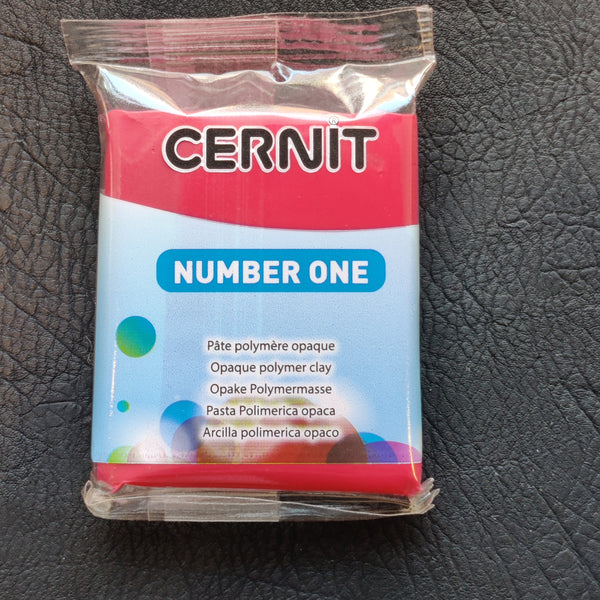 CERNIT®
NUMBER ONE
Pâte polymère opaque
Opaque polymer clay
Opake Polymermasse
Pasta Polimerica opaca
Arcilla polimerica opaco